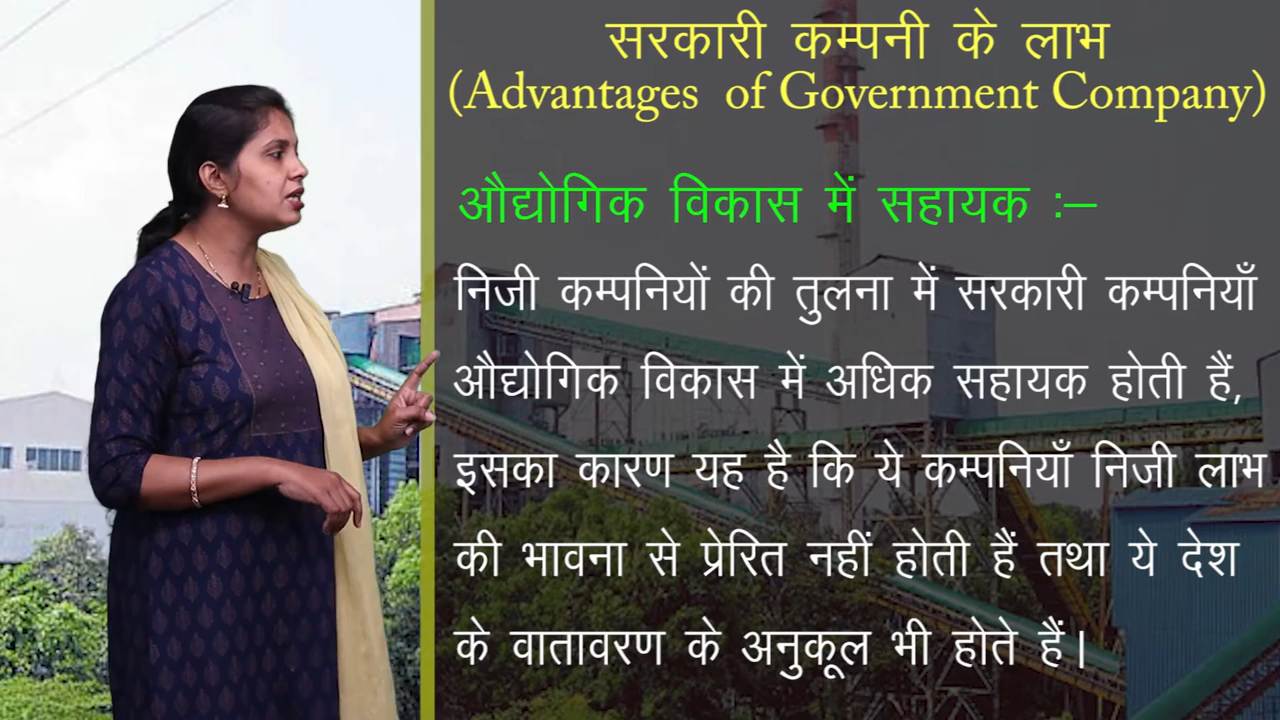 सरकारी कम्पनी के लाभ
(Advantages of Government Company)
औद्योगिक विकास में सहायक :–
निजी कम्पनियों की तुलना में सरकारी कम्पनियाँ
औद्योगिक विकास में अधिक सहायक होती हैं,
इसका कारण यह है कि ये कम्पनियाँ निजी लाभ
की भावना से प्रेरित नहीं होती हैं तथा ये देश
के वातावरण के अनुकूल भी होते हैं।